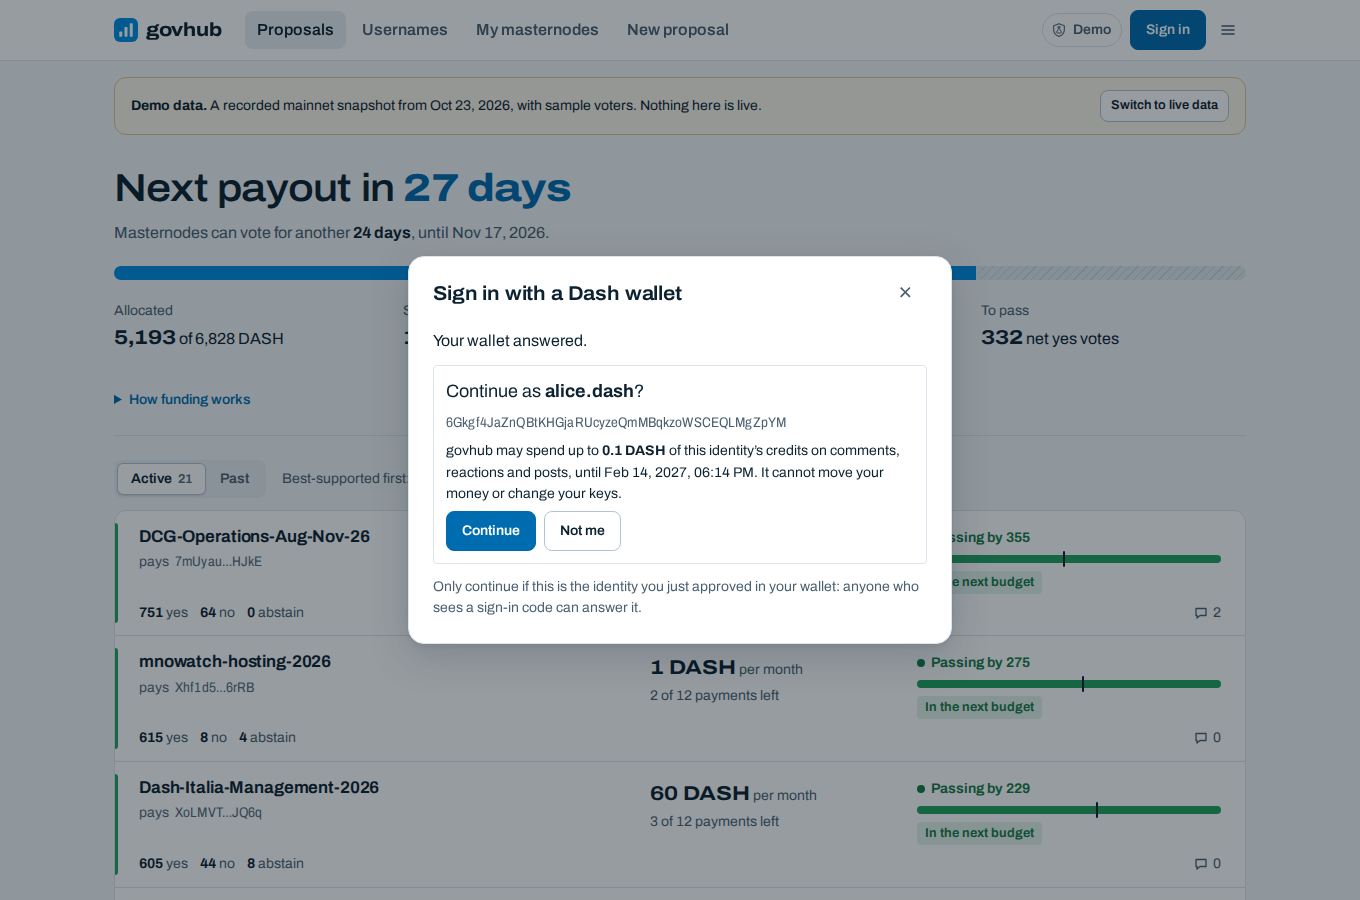 govhub
Proposals
Usernames
My masternodes
New proposal
Demo
Sign in
Demo data. A recorded mainnet snapshot from Oct 23, 2026, with sample voters. Nothing here is live.
Switch to live data
Next payout in 27 days
Masternodes can vote for another 24 days, until Nov 17, 2026.
Allocated
5,193 of 6,828 DASH
To pass
332 net yes votes
How funding works
Sign in with a Dash wallet
Your wallet answered.
Continue as alice.dash?
6Gkgf4JaZnQBtKHGjaRUcyzeQmMBqkzoWSCEQLMgZpYM
govhub may spend up to 0.1 DASH of this identity's credits on comments,
reactions and posts, until Feb 14, 2027, 06:14 PM. It cannot move your
money or change your keys.
Continue
Not me
Only continue if this is the identity you just approved in your wallet: anyone who
sees a sign-in code can answer it.
Active 21
Past
Best-supported first:
DCG-Operations-Aug-Nov-26
pays 7mUyau...HJkE
751 yes 64 no 0 abstain
ssing by 355
e next budget
2
mnowatch-hosting-2026
pays Xhf1d5...6rRB
615 yes 8 no 4 abstain
1 DASH per month
2 of 12 payments left
Passing by 275
In the next budget
0
Dash-Italia-Management-2026
pays XoLMVT...JQ6q
605 yes 44 no 8 abstain
60 DASH per month
3 of 12 payments left
Passing by 229
In the next budget
0